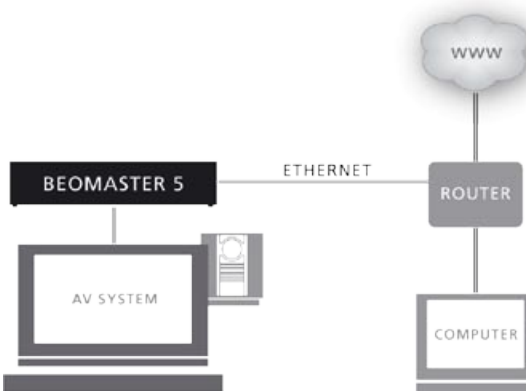 WWW
ETHERNET
BEOMASTER 5
ROUTER
AV SYSTEM
COMPUTER